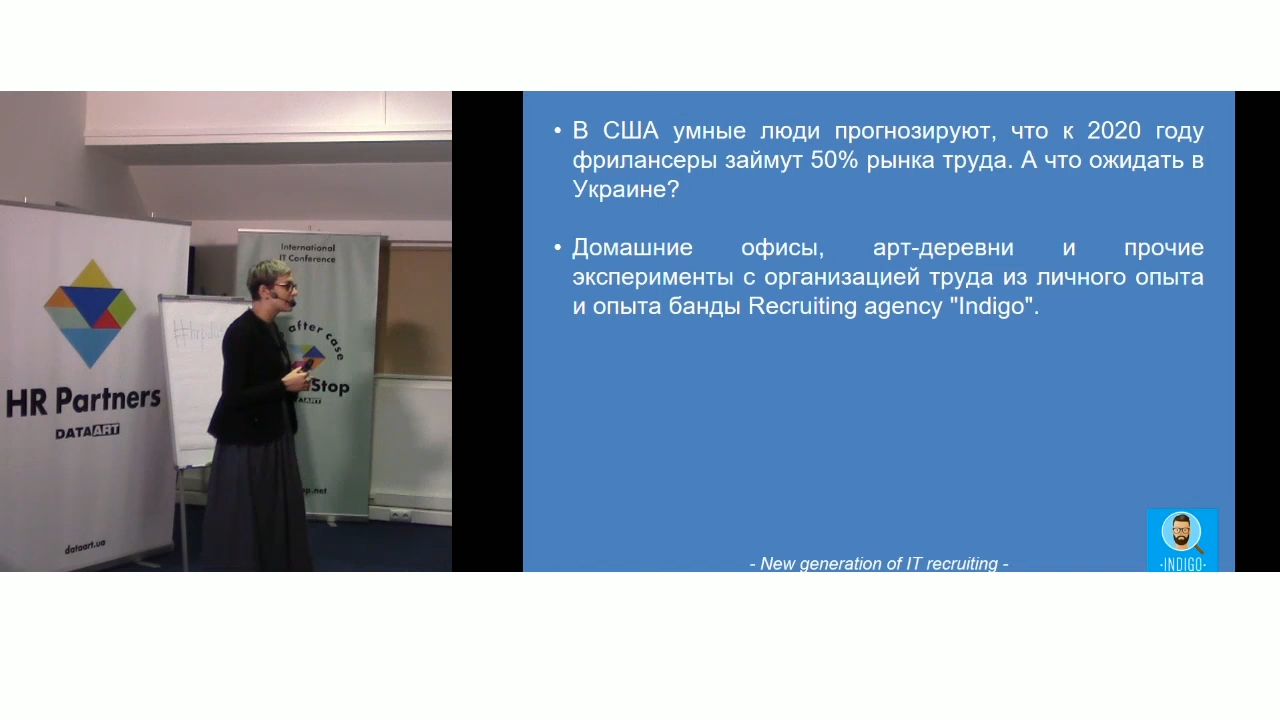 HR Partners
DATAART
dataart.ua
International
IT Conference
after case
Stop
• В США умные люди прогнозируют, что к 2020 году
фрилансеры займут 50% рынка труда. А что ожидать в
Украине?
• Домашние офисы, арт-деревни и прочие
эксперименты с организацией труда из личного опыта
и опыта банды Recruiting agency "Indigo".
- New generation of IT recruiting -
·INDIGO·